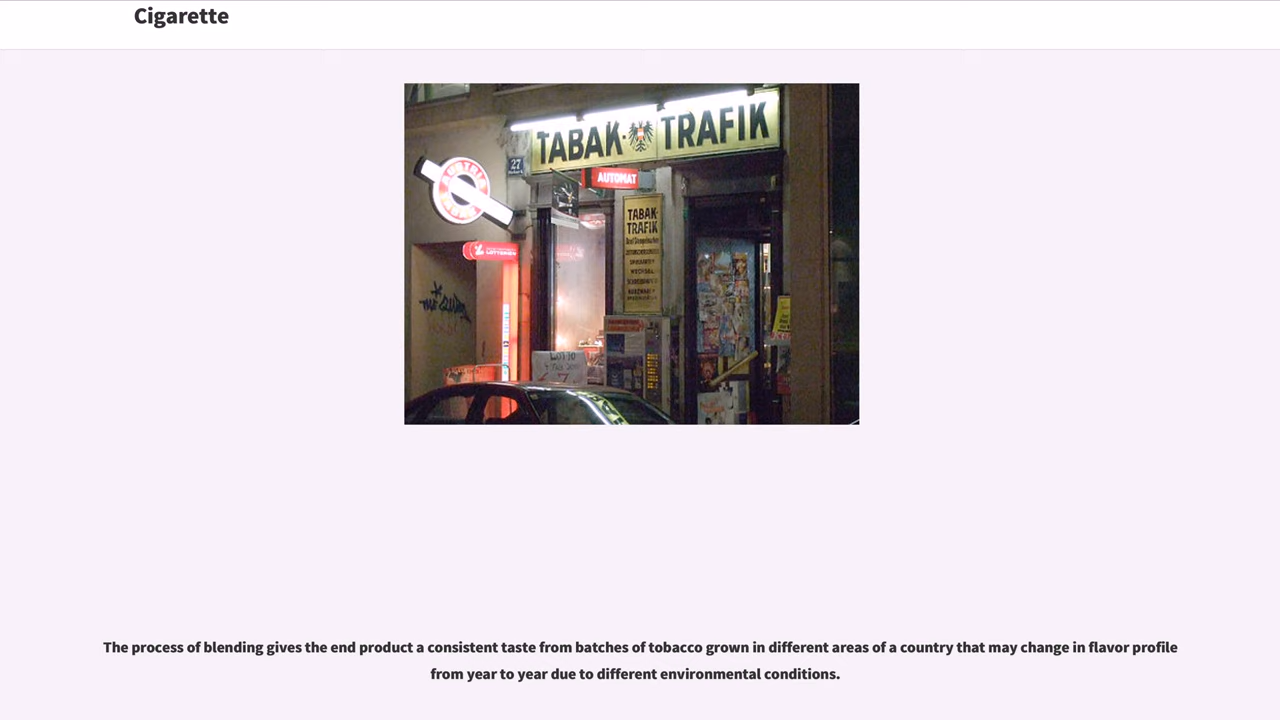 Cigarette
TABAK TRAFIK
27
AUTOMAT
TABAK
TRAFIK
LOTTO
The process of blending gives the end product a consistent taste from batches of tobacco grown in different areas of a country that may change in flavor profile
from year to year due to different environmental conditions.